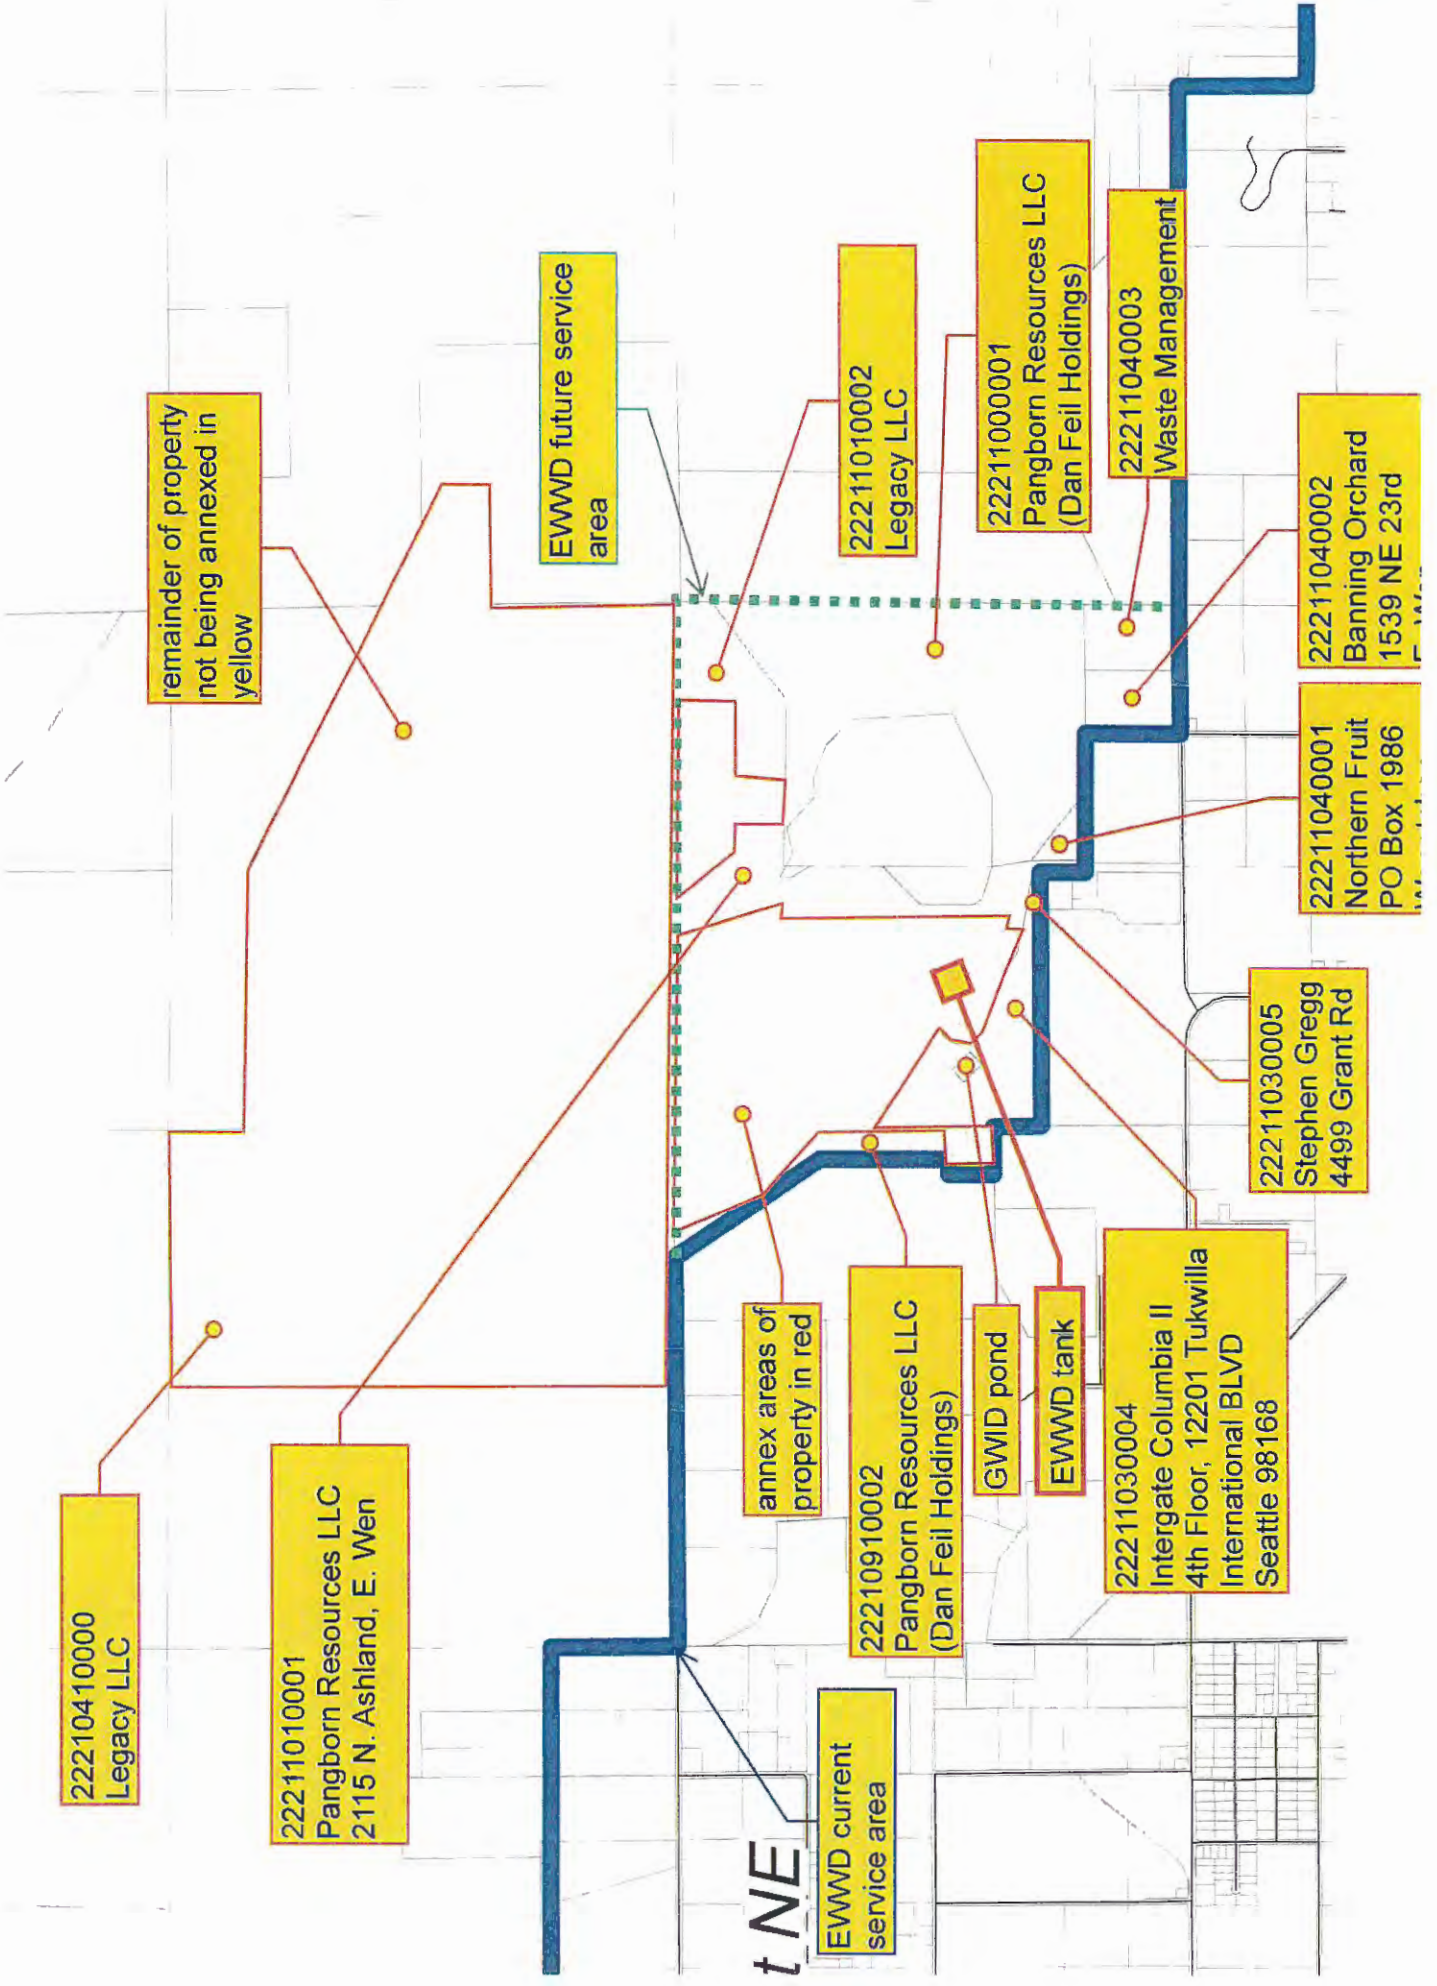 22210410000
Legacy LLC
22211010001
Pangborn Resources LLC
2115 N. Ashland, E. Wen
remainder of property
not being annexed in
yellow
EWWD future service
area
22211010002
Legacy LLC
22211000001
Pangborn Resources LLC
(Dan Feil Holdings)
22211040003
Waste Management
22211040002
Banning Orchard
1539 NE 23rd
22211040001
Northern Fruit
PO Box 1986
22211030005
Stephen Gregg
4499 Grant Rd
annex areas of
property in red
22210910002
Pangborn Resources LLC
(Dan Feil Holdings)
GWID pond
EWWD tank
22211030004
Intergate Columbia II
4th Floor, 12201 Tukwilla
International BLVD
Seattle 98168
t NE
EWWD current
service area